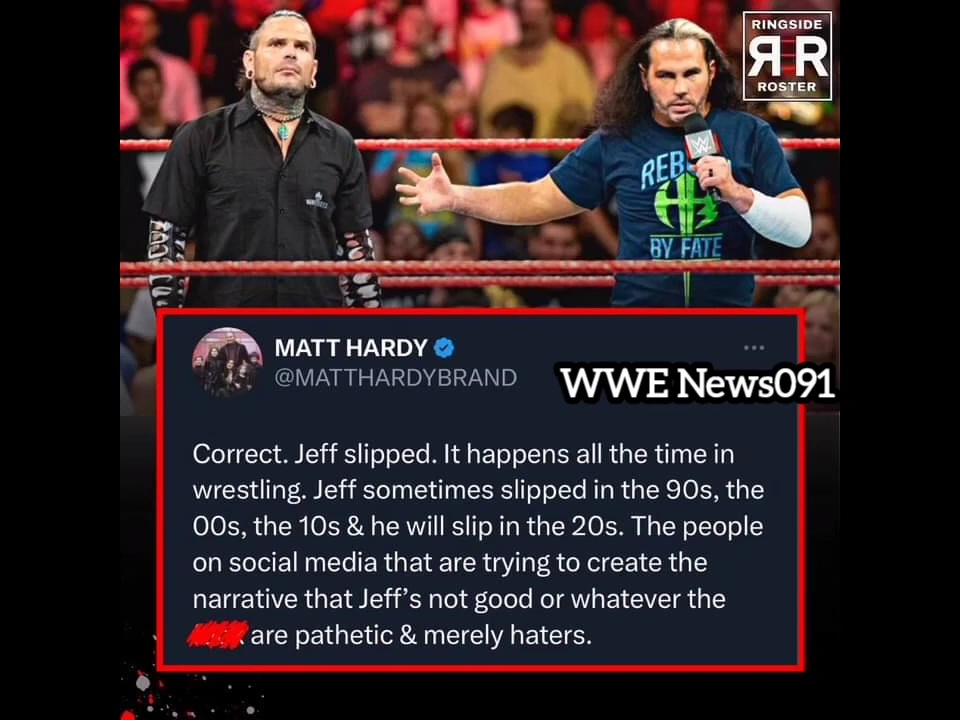 RINGSIDE
RR
ROSTER
W
REB
BY FATE
MATT HARDY
@MATTHARDYBRAND
WWE News091
Correct. Jeff slipped. It happens all the time in
wrestling. Jeff sometimes slipped in the 90s, the
00s, the 10s & he will slip in the 20s. The people
on social media that are trying to create the
narrative that Jeff’s not good or whatever the
are pathetic & merely haters.